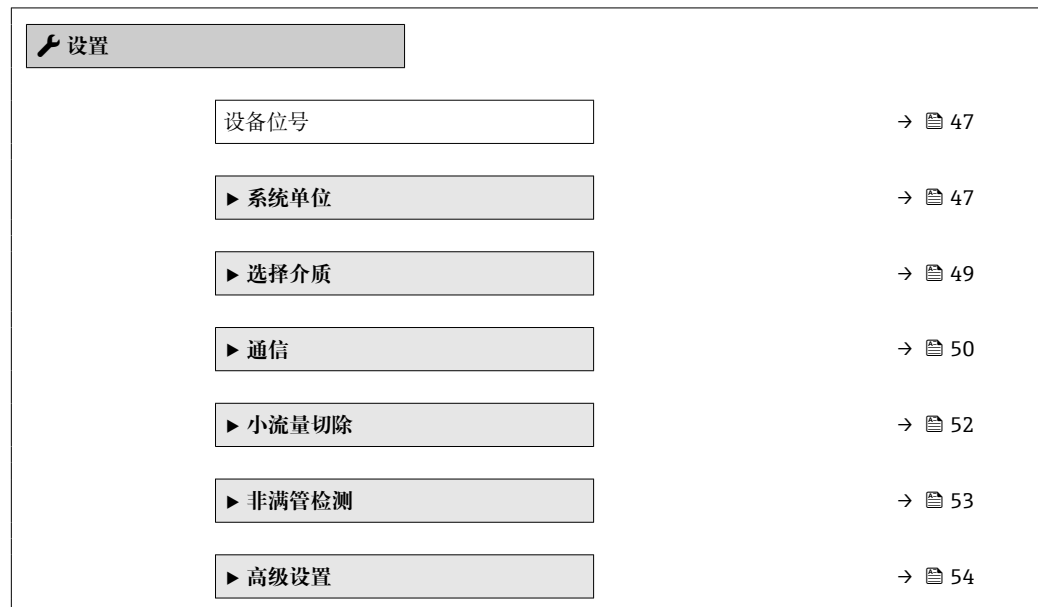 设置
设备位号 → 47
▶ 系统单位 → 47
▶ 选择介质 → 49
▶ 通信 → 50
▶ 小流量切除 → 52
▶ 非满管检测 → 53
▶ 高级设置 → 54